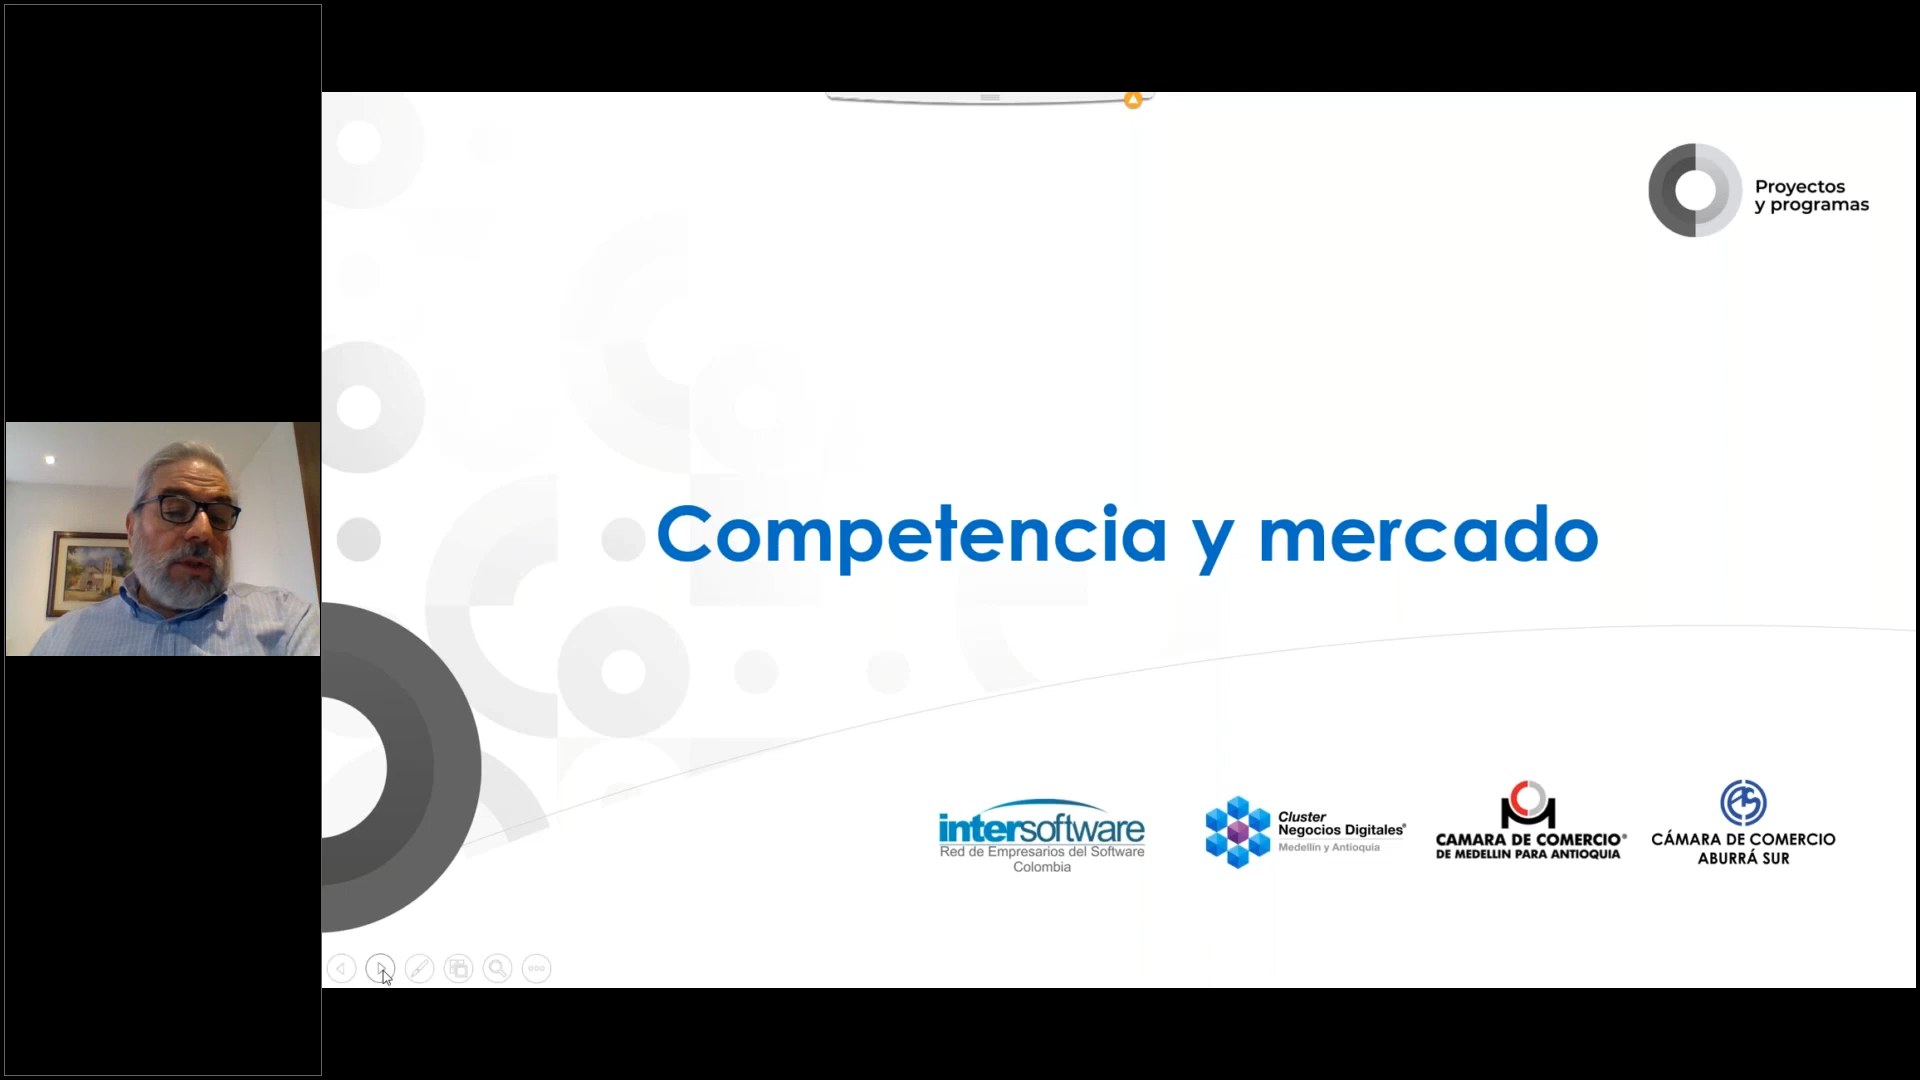 Proyectos
y programas
Competencia y mercado
intersoftware
Red de Empresarios del Software
Colombia
Cluster
Negocios Digitales®
Medellín y Antioquia
CAMARA DE COMERCIO®
DE MEDELLIN PARA ANTIOQUIA
CÁMARA DE COMERCIO
ABURRÁ SUR